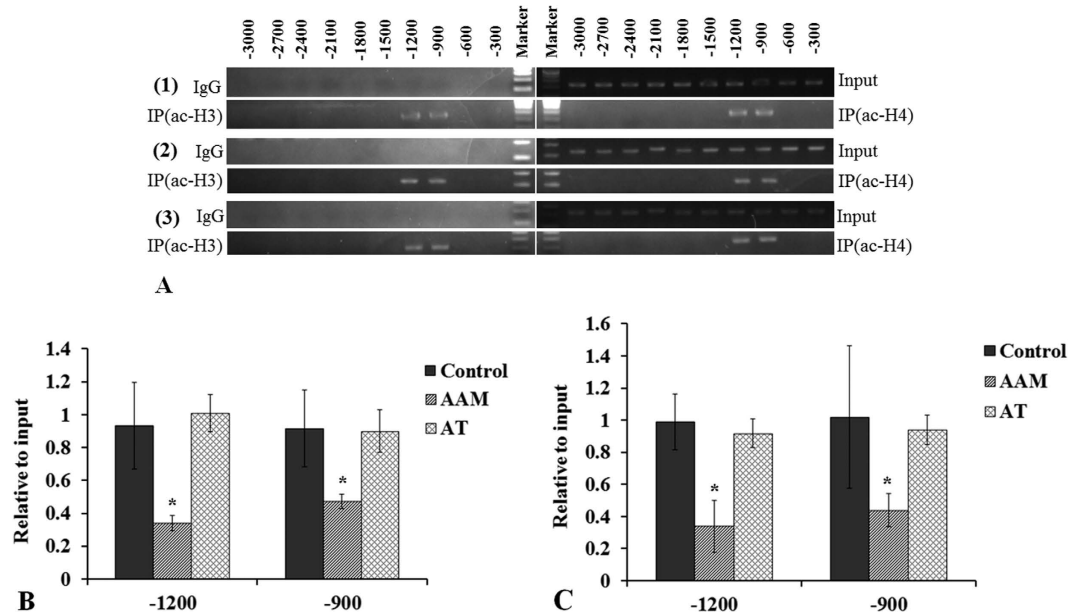 -3000 -2700 -2400 -2100 -1800 -1500 -1200 -900 -600 -300 Marker Marker -3000 -2700 -2400 -2100 -1800 -1500 -1200 -900 -600 -300
(1) IgG Input
IP(ac-H3) IP(ac-H4)
(2) IgG Input
IP(ac-H3) IP(ac-H4)
(3) IgG Input
IP(ac-H3) IP(ac-H4)
A
Relative to input
1.4
1.2
1
0.8
0.6
0.4
0.2
0
* *
Control
AAM
AT
-1200 -900
B
Relative to input
1.6
1.4
1.2
1
0.8
0.6
0.4
0.2
0
* *
Control
AAM
AT
-1200 -900
C